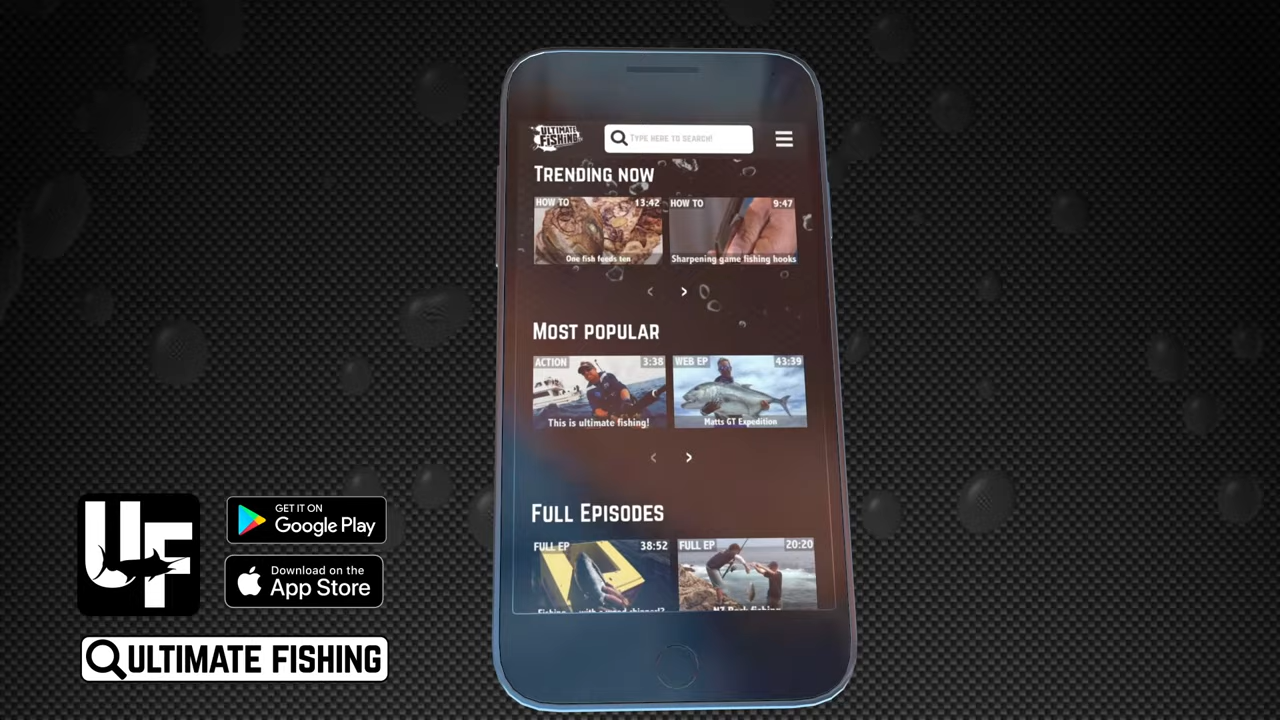 ULTIMATE
FISHING
TYPE HERE TO SEARCH!
TRENDING NOW
HOW TO 13:42
One fish feeds ten
HOW TO 9:47
Sharpening game fishing hooks
< >
MOST POPULAR
ACTION 3:38
This is ultimate fishing!
WEB EP 43:39
Matts GT Expedition
< >
FULL EPISODES
FULL EP 38:52
Fishing
FULL EP 20:20
UF
GET IT ON
Google Play
Download on the
App Store
ULTIMATE FISHING